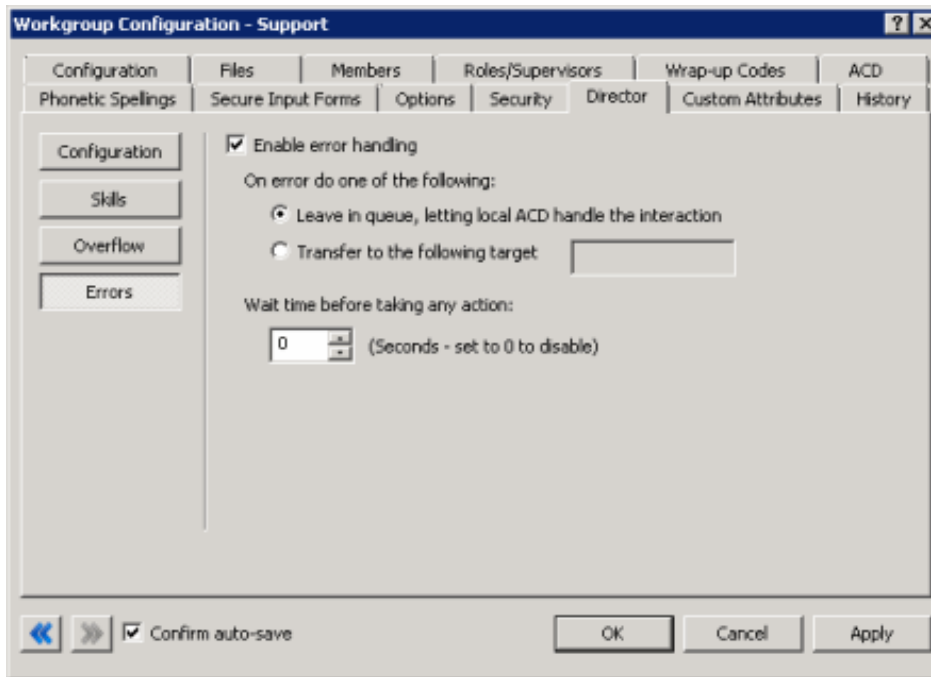 Workgroup Configuration - Support
Configuration Files Members Roles/Supervisors Wrap-up Codes ACD
Phonetic Spellings Secure Input Forms Options Security Director Custom Attributes History
Configuration
Skills
Overflow
Errors
Enable error handling
On error do one of the following:
Leave in queue, letting local ACD handle the interaction
Transfer to the following target
Wait time before taking any action:
0 (Seconds - set to 0 to disable)
Confirm auto-save OK Cancel Apply